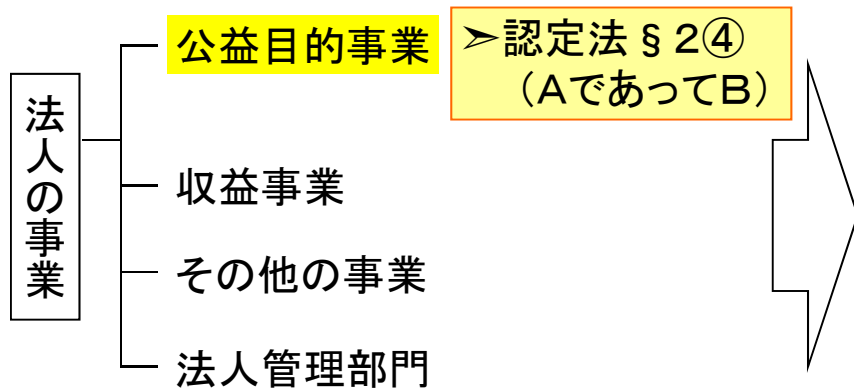 法人の事業
公益目的事業
➢認定法§2④
(AであってB)
収益事業
その他の事業
法人管理部門